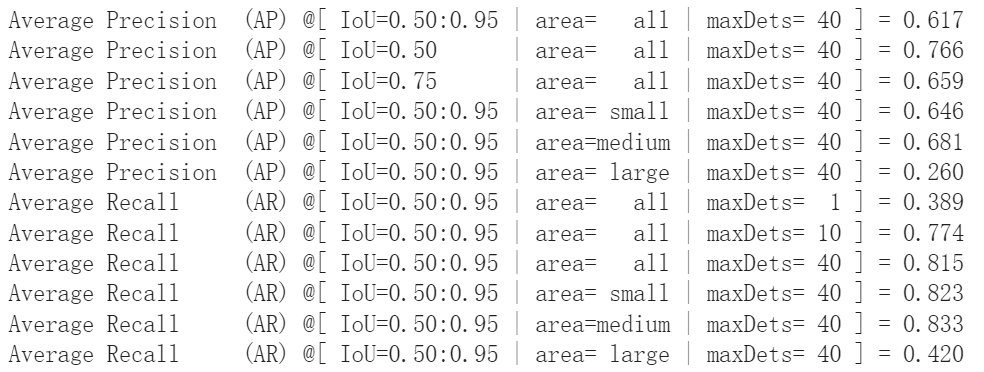 Average Precision  (AP) @[ IoU=0.50:0.95 | area=   all | maxDets= 40 ] = 0.617
Average Precision  (AP) @[ IoU=0.50      | area=   all | maxDets= 40 ] = 0.766
Average Precision  (AP) @[ IoU=0.75      | area=   all | maxDets= 40 ] = 0.659
Average Precision  (AP) @[ IoU=0.50:0.95 | area= small | maxDets= 40 ] = 0.646
Average Precision  (AP) @[ IoU=0.50:0.95 | area=medium | maxDets= 40 ] = 0.681
Average Precision  (AP) @[ IoU=0.50:0.95 | area= large | maxDets= 40 ] = 0.260
Average Recall     (AR) @[ IoU=0.50:0.95 | area=   all | maxDets=  1 ] = 0.389
Average Recall     (AR) @[ IoU=0.50:0.95 | area=   all | maxDets= 10 ] = 0.774
Average Recall     (AR) @[ IoU=0.50:0.95 | area=   all | maxDets= 40 ] = 0.815
Average Recall     (AR) @[ IoU=0.50:0.95 | area= small | maxDets= 40 ] = 0.823
Average Recall     (AR) @[ IoU=0.50:0.95 | area=medium | maxDets= 40 ] = 0.833
Average Recall     (AR) @[ IoU=0.50:0.95 | area= large | maxDets= 40 ] = 0.420